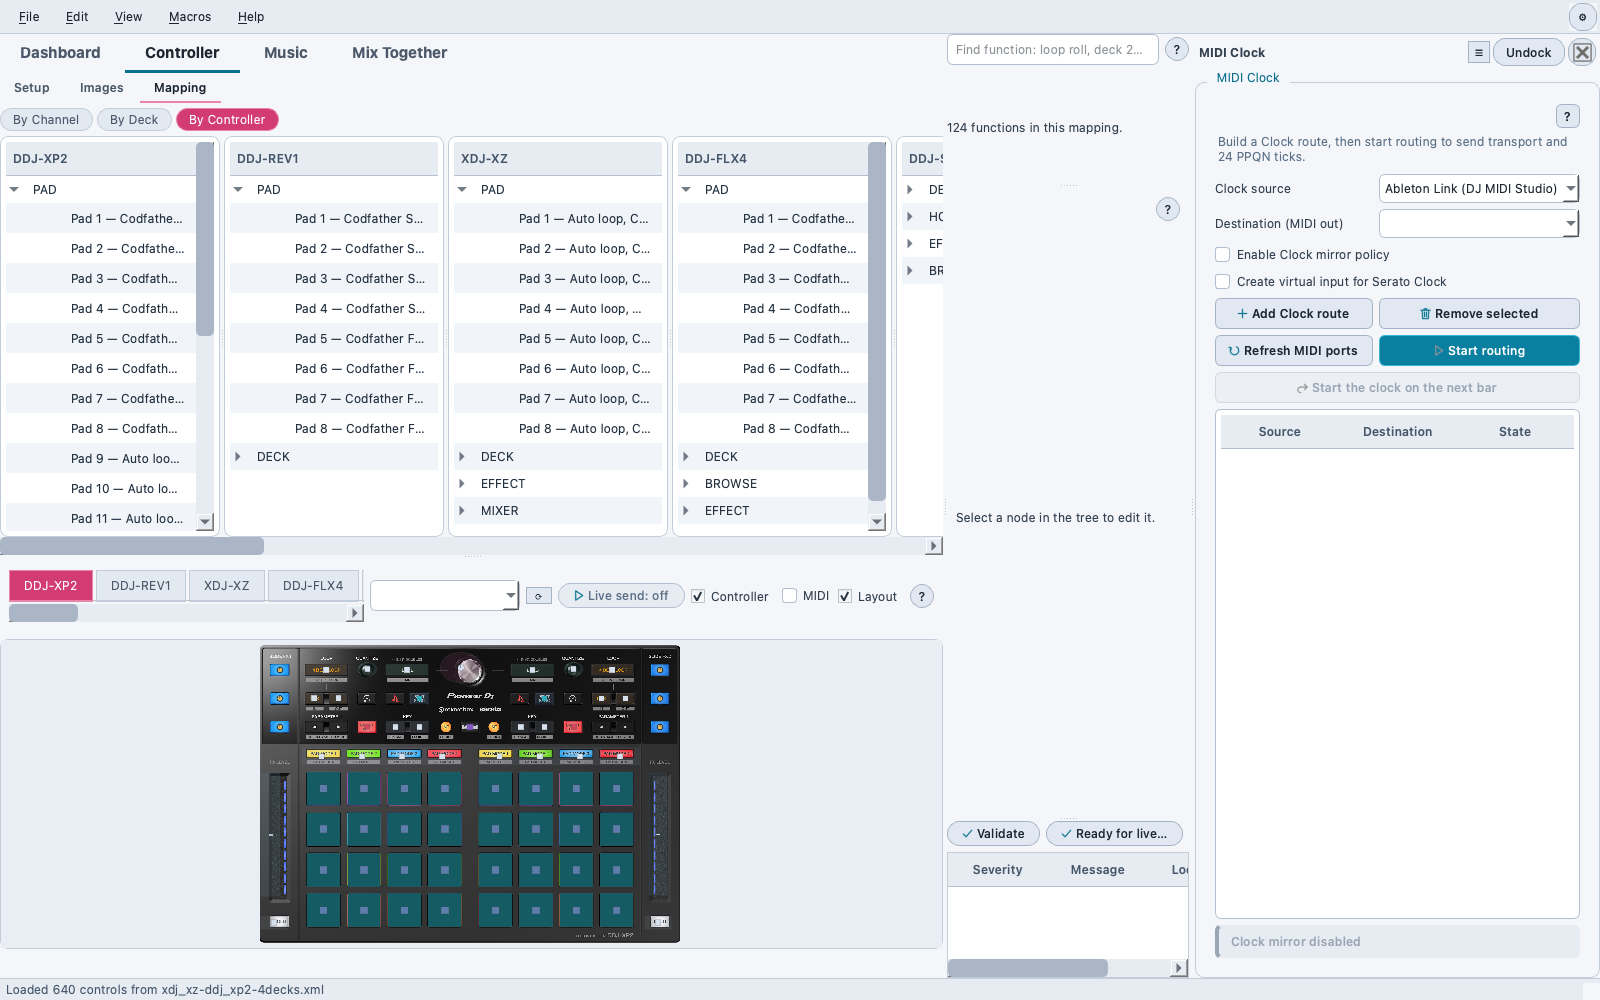 File Edit View Macros Help
Dashboard Controller Music Mix Together
Setup Images Mapping
By Channel By Deck By Controller
DDJ-XP2
PAD
Pad 1 — Codfathe...
Pad 2 — Codfathe...
Pad 3 — Codfath...
Pad 4 — Codfath...
Pad 5 — Codfath...
Pad 6 — Codfath...
Pad 7 — Codfathe...
Pad 8 — Codfath...
Pad 9 — Auto loo...
Pad 10 — Auto lo...
Pad 11 — Auto loo...
DDJ-REV1
PAD
Pad 1 — Codfather S...
Pad 2 — Codfather S...
Pad 3 — Codfather S...
Pad 4 — Codfather S...
Pad 5 — Codfather F...
Pad 6 — Codfather F...
Pad 7 — Codfather F...
Pad 8 — Codfather F...
DECK
XDJ-XZ
PAD
Pad 1 — Auto loop, C...
Pad 2 — Auto loop, C...
Pad 3 — Auto loop, C...
Pad 4 — Auto loop, ...
Pad 5 — Auto loop, C...
Pad 6 — Auto loop, C...
Pad 7 — Auto loop, C...
Pad 8 — Auto loop, C...
DECK
EFFECT
MIXER
DDJ-FLX4
PAD
Pad 1 — Codfathe...
Pad 2 — Codfathe...
Pad 3 — Codfath...
Pad 4 — Codfath...
Pad 5 — Codfath...
Pad 6 — Codfath...
Pad 7 — Codfathe...
Pad 8 — Codfath...
DECK
BROWSE
EFFECT
DDJ-S
DE
HO
EF
BR
DDJ-XP2 DDJ-REV1 XDJ-XZ DDJ-FLX4
Live send: off Controller MIDI Layout ?
Pioneer DJ
DDJ-XP2
Find function: loop roll, deck 2... ?
124 functions in this mapping.
?
Select a node in the tree to edit it.
Validate Ready for live...
Severity Message Loc
MIDI Clock Undock
MIDI Clock
?
Build a Clock route, then start routing to send transport and
24 PPQN ticks.
Clock source Ableton Link (DJ MIDI Studio)
Destination (MIDI out)
Enable Clock mirror policy
Create virtual input for Serato Clock
Add Clock route Remove selected
Refresh MIDI ports Start routing
Start the clock on the next bar
Source Destination State
Clock mirror disabled
Loaded 640 controls from xdj_xz-ddj_xp2-4decks.xml